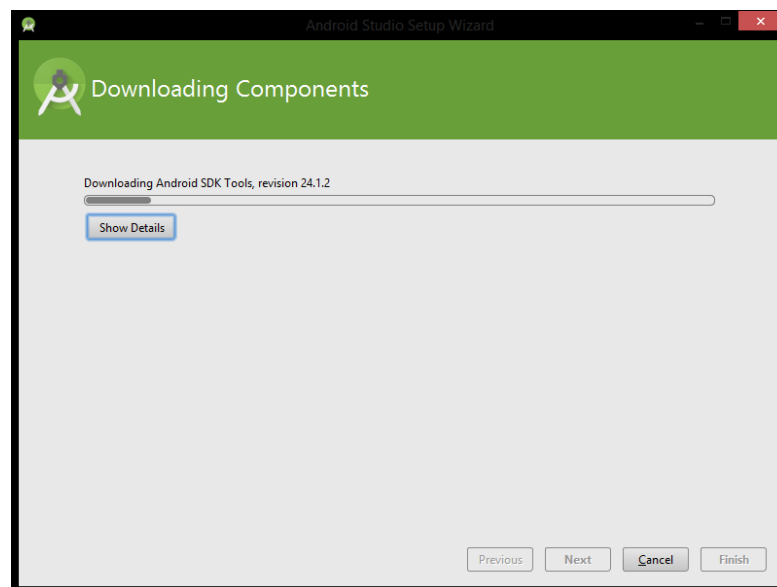 Android Studio Setup Wizard
Downloading Components
Downloading Android SDK Tools, revision 24.1.2
Show Details
Previous
Next
Cancel
Finish